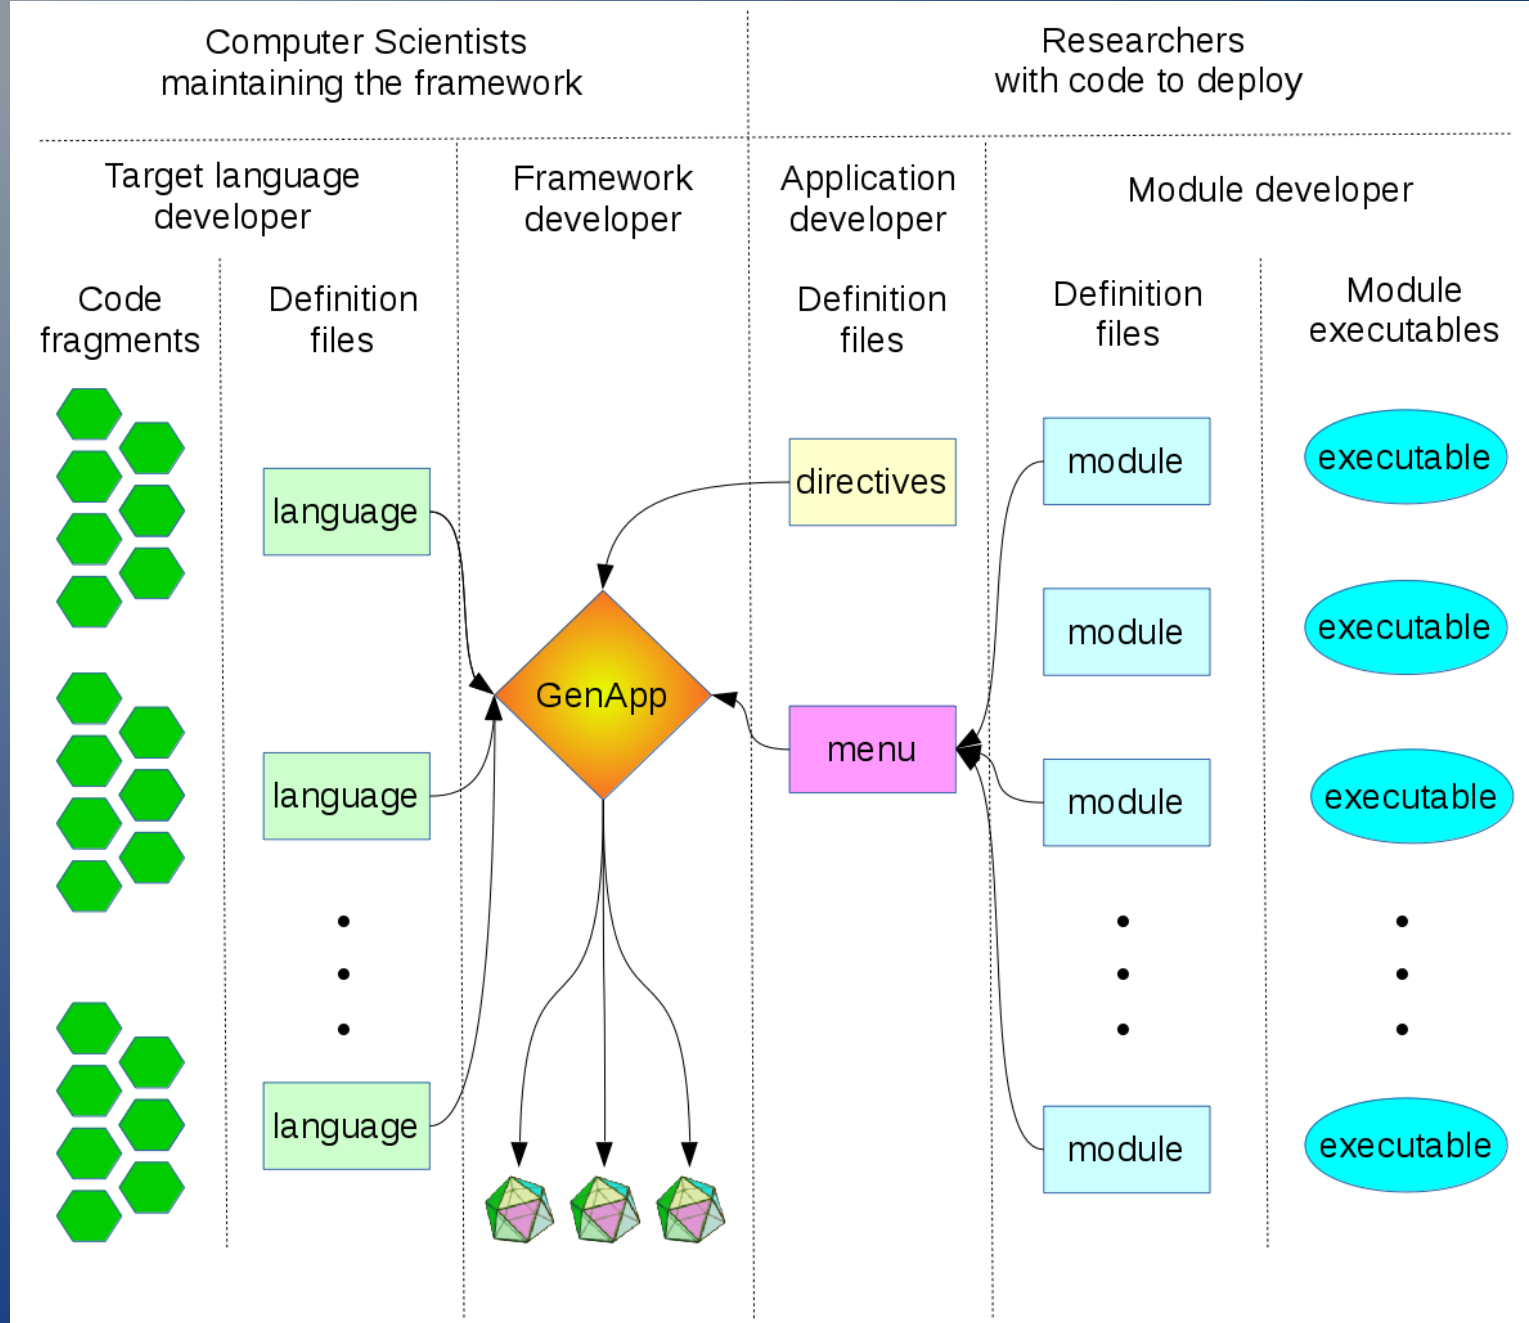 Computer Scientists
maintaining the framework
Researchers
with code to deploy
Target language
developer
Framework
developer
Application
developer
Module developer
Code
fragments
Definition
files
Definition
files
Definition
files
Module
executables
language
directives
module
executable
module
executable
GenApp
menu
language
module
executable
language
module
executable